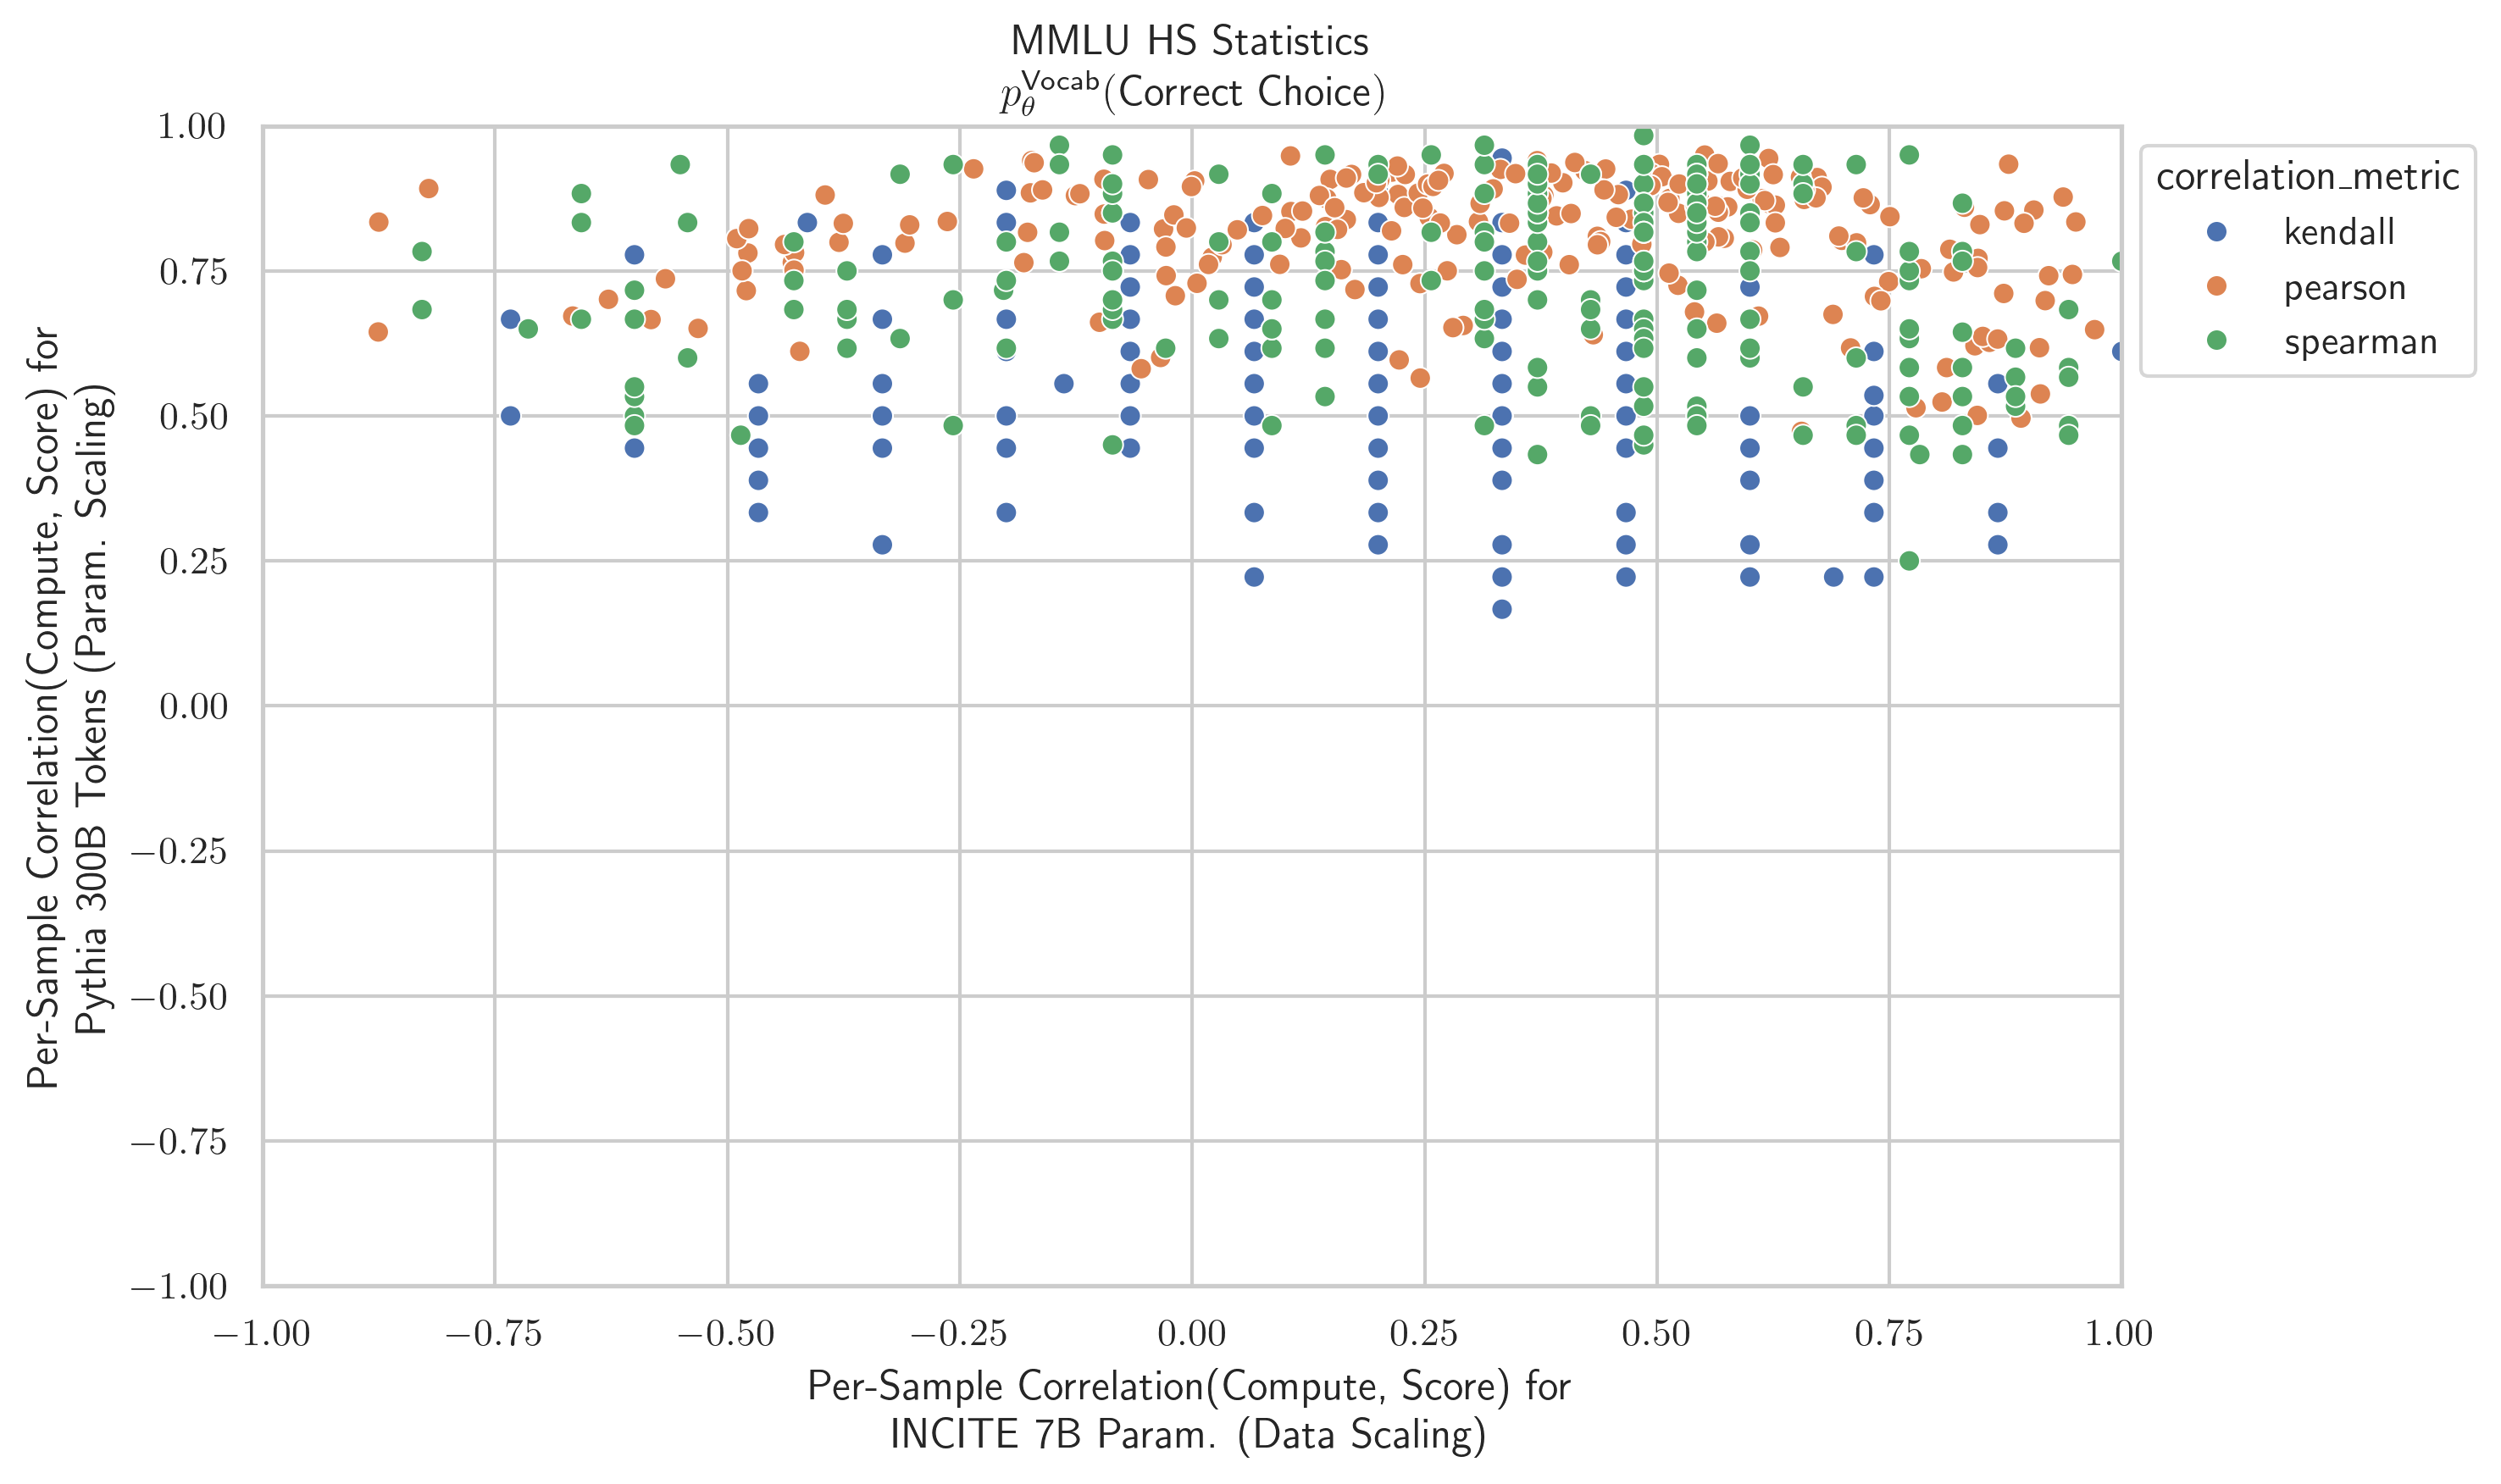 MMLU HS Statistics
p_θ^Vocab(Correct Choice)
1.00
0.75
0.50
0.25
0.00
−0.25
−0.50
−0.75
−1.00
Per-Sample Correlation(Compute, Score) for
Pythia 300B Tokens (Param. Scaling)
−1.00 −0.75 −0.50 −0.25 0.00 0.25 0.50 0.75 1.00
Per-Sample Correlation(Compute, Score) for
INCITE 7B Param. (Data Scaling)
correlation_metric
kendall
pearson
spearman